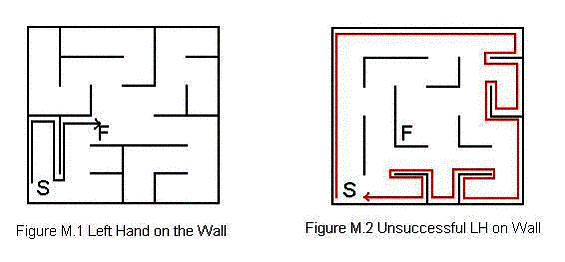 F
S
F
S
Figure M.1 Left Hand on the Wall
Figure M.2 Unsuccessful LH on Wall